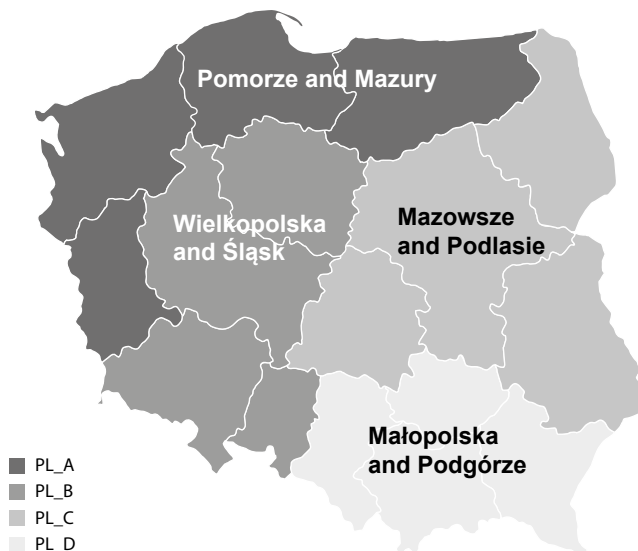 Pomorze and Mazury
Wielkopolska
and Śląsk
Mazowsze
and Podlasie
Małopolska
and Podgórze
PL_A
PL_B
PL_C
PL_D